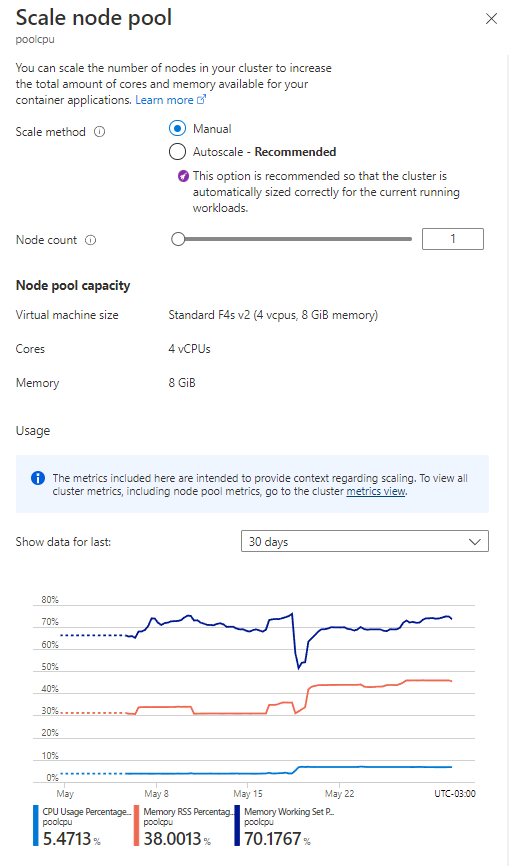 Scale node pool
poolcpu
You can scale the number of nodes in your cluster to increase
the total amount of cores and memory available for your
container applications. Learn more
Scale method
Manual
Autoscale - Recommended
This option is recommended so that the cluster is
automatically sized correctly for the current running
workloads.
Node count
1
Node pool capacity
Virtual machine size Standard F4s v2 (4 vcpus, 8 GiB memory)
Cores 4 vCPUs
Memory 8 GiB
Usage
The metrics included here are intended to provide context regarding scaling. To view all
cluster metrics, including node pool metrics, go to the cluster metrics view.
Show data for last: 30 days
80%
70%
60%
50%
40%
30%
20%
10%
0%
May May 8 May 15 May 22 UTC-03:00
CPU Usage Percentage... Memory RSS Percentag... Memory Working Set P...
poolcpu poolcpu poolcpu
5.4713 % 38.0013 % 70.1767 %